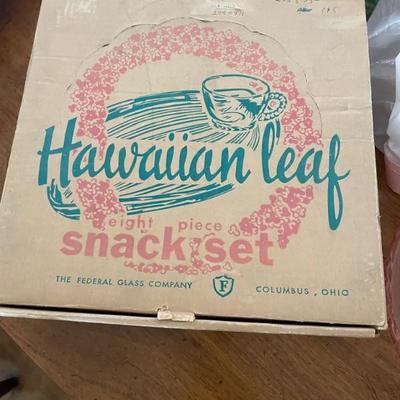 Hawaiian leaf
eight piece
snack set
THE FEDERAL GLASS COMPANY F COLUMBUS, OHIO